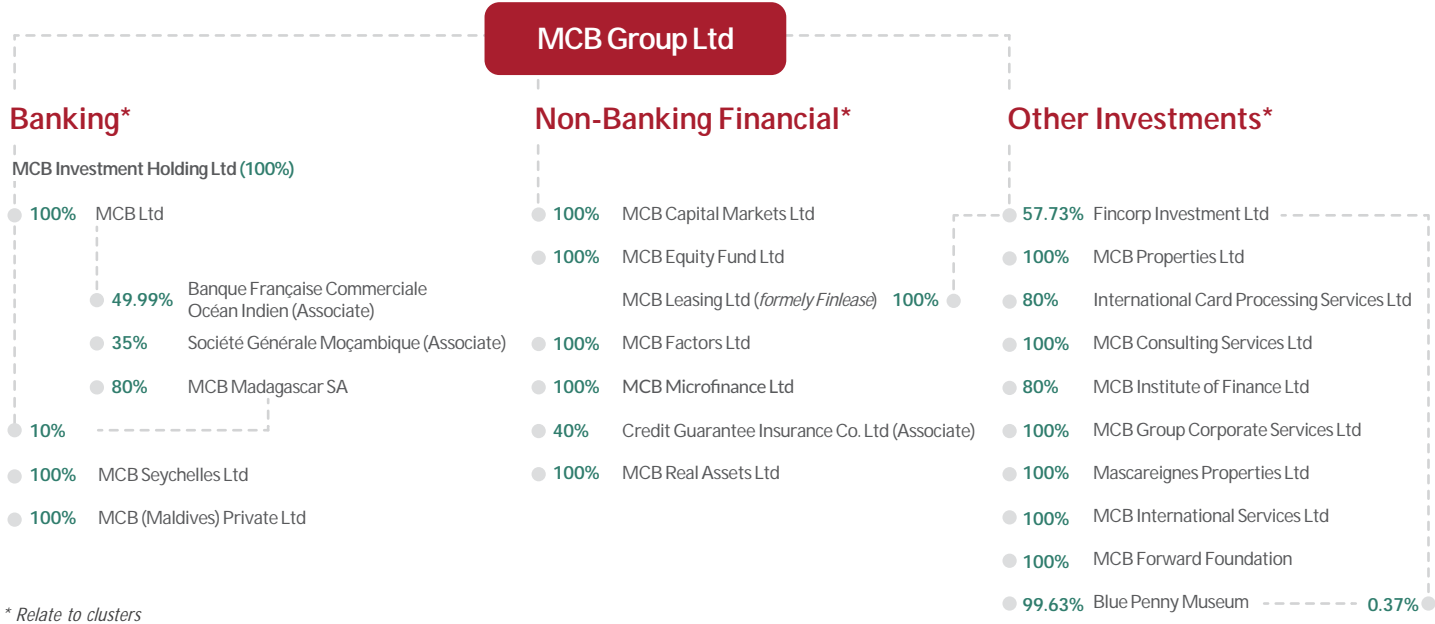 MCB Group Ltd
Banking*
MCB Investment Holding Ltd (100%)
100% MCB Ltd
49.99% Banque Française Commerciale
Océan Indien (Associate)
35% Société Générale Moçambique (Associate)
80% MCB Madagascar SA
10%
100% MCB Seychelles Ltd
100% MCB (Maldives) Private Ltd
Non-Banking Financial*
100% MCB Capital Markets Ltd
100% MCB Equity Fund Ltd
MCB Leasing Ltd (formely Finlease) 100%
100% MCB Factors Ltd
100% MCB Microfinance Ltd
40% Credit Guarantee Insurance Co. Ltd (Associate)
100% MCB Real Assets Ltd
Other Investments*
57.73% Fincorp Investment Ltd
100% MCB Properties Ltd
80% International Card Processing Services Ltd
100% MCB Consulting Services Ltd
80% MCB Institute of Finance Ltd
100% MCB Group Corporate Services Ltd
100% Mascareignes Properties Ltd
100% MCB International Services Ltd
100% MCB Forward Foundation
99.63% Blue Penny Museum 0.37%
* Relate to clusters